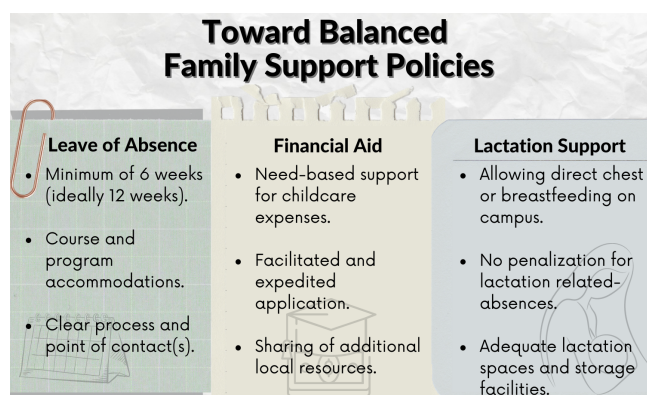 Toward Balanced
Family Support Policies
Leave of Absence
• Minimum of 6 weeks
(ideally 12 weeks).
• Course and
program
accommodations.
• Clear process and
point of contact(s).
Financial Aid
• Need-based support
for childcare
expenses.
• Facilitated and
expedited
application.
• Sharing of additional
local resources.
Lactation Support
• Allowing direct chest
or breastfeeding on
campus.
• No penalization for
lactation related-
absences.
• Adequate lactation
spaces and storage
facilities.